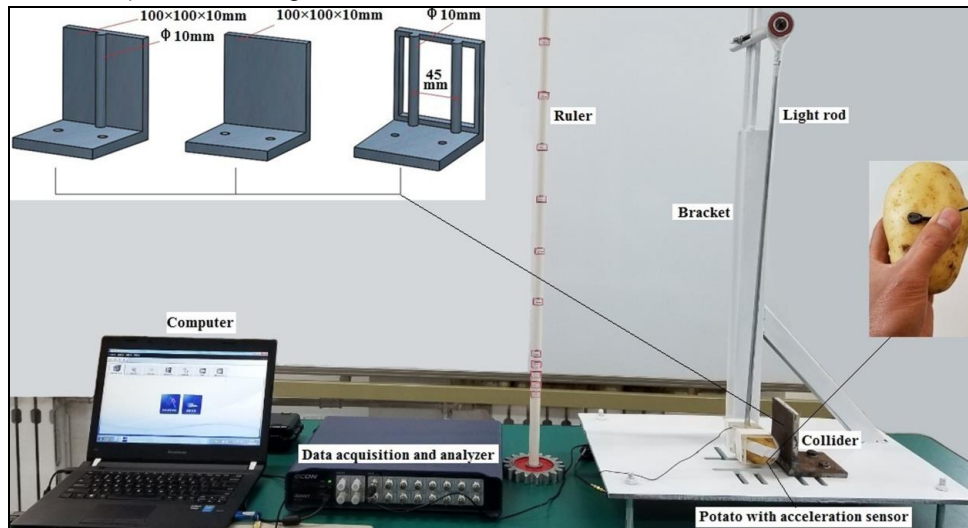 100×100×10mm
100×100×10mm
Φ 10mm
Φ 10mm
45
mm
Ruler
Light rod
Bracket
Computer
Data acquisition and analyzer
ECON
Collider
Potato with acceleration sensor